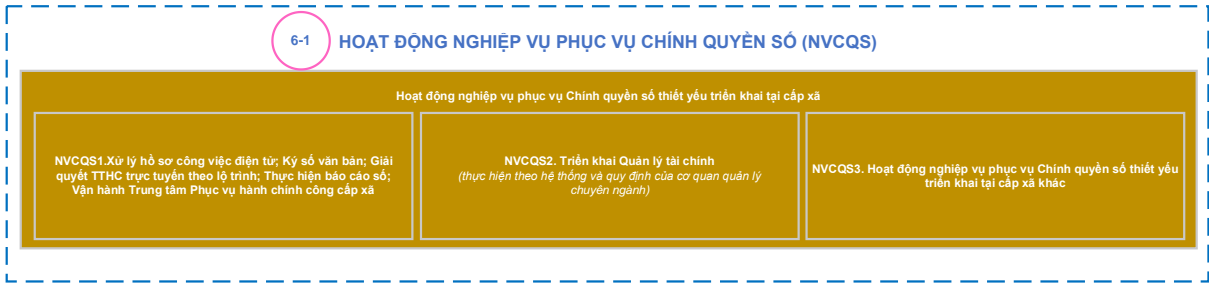 6-1
HOẠT ĐỘNG NGHIỆP VỤ PHỤC VỤ CHÍNH QUYỀN SỐ (NVCQS)
Hoạt động nghiệp vụ phục vụ Chính quyền số thiết yếu triển khai tại cấp xã
NVCQS1.Xử lý hồ sơ công việc điện tử; Ký số văn bản; Giải
quyết TTHC trực tuyến theo lộ trình; Thực hiện báo cáo số;
Vận hành Trung tâm Phục vụ hành chính công cấp xã
NVCQS2. Triển khai Quản lý tài chính
(thực hiện theo hệ thống và quy định của cơ quan quản lý
chuyên ngành)
NVCQS3. Hoạt động nghiệp vụ phục vụ Chính quyền số thiết yếu
triển khai tại cấp xã khác